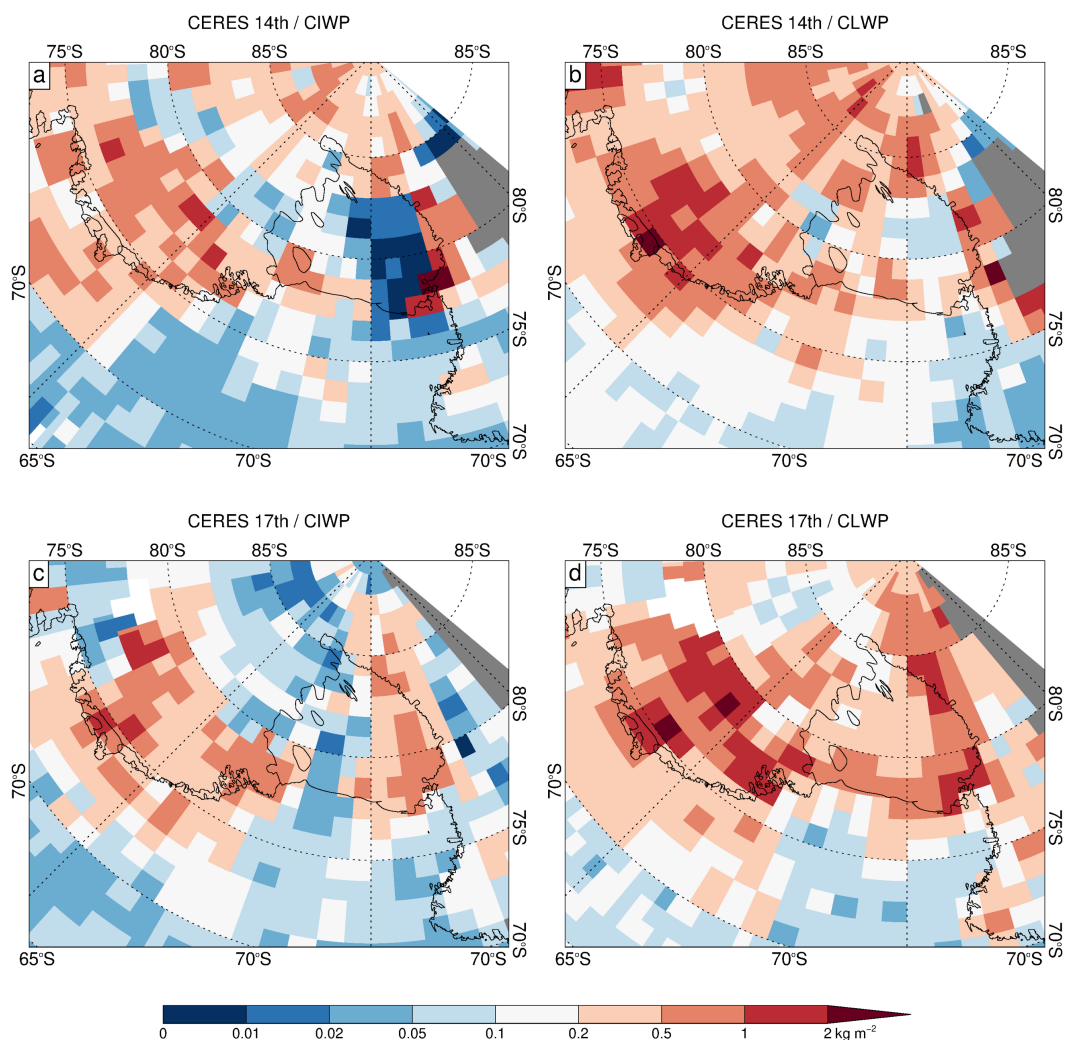 CERES 14th / CIWP
CERES 14th / CLWP
75°S 80°S 85°S 85°S
75°S 80°S 85°S 85°S
a
b
80°S
80°S
70°S
75°S
70°S
75°S
70°S
70°S
65°S 70°S 70°S
65°S 70°S 70°S
CERES 17th / CIWP
CERES 17th / CLWP
75°S 80°S 85°S 85°S
75°S 80°S 85°S 85°S
c
d
80°S
80°S
70°S
75°S
70°S
75°S
70°S
70°S
65°S 70°S 70°S
65°S 70°S 70°S
0 0.01 0.02 0.05 0.1 0.2 0.5 1 2 kg m⁻²